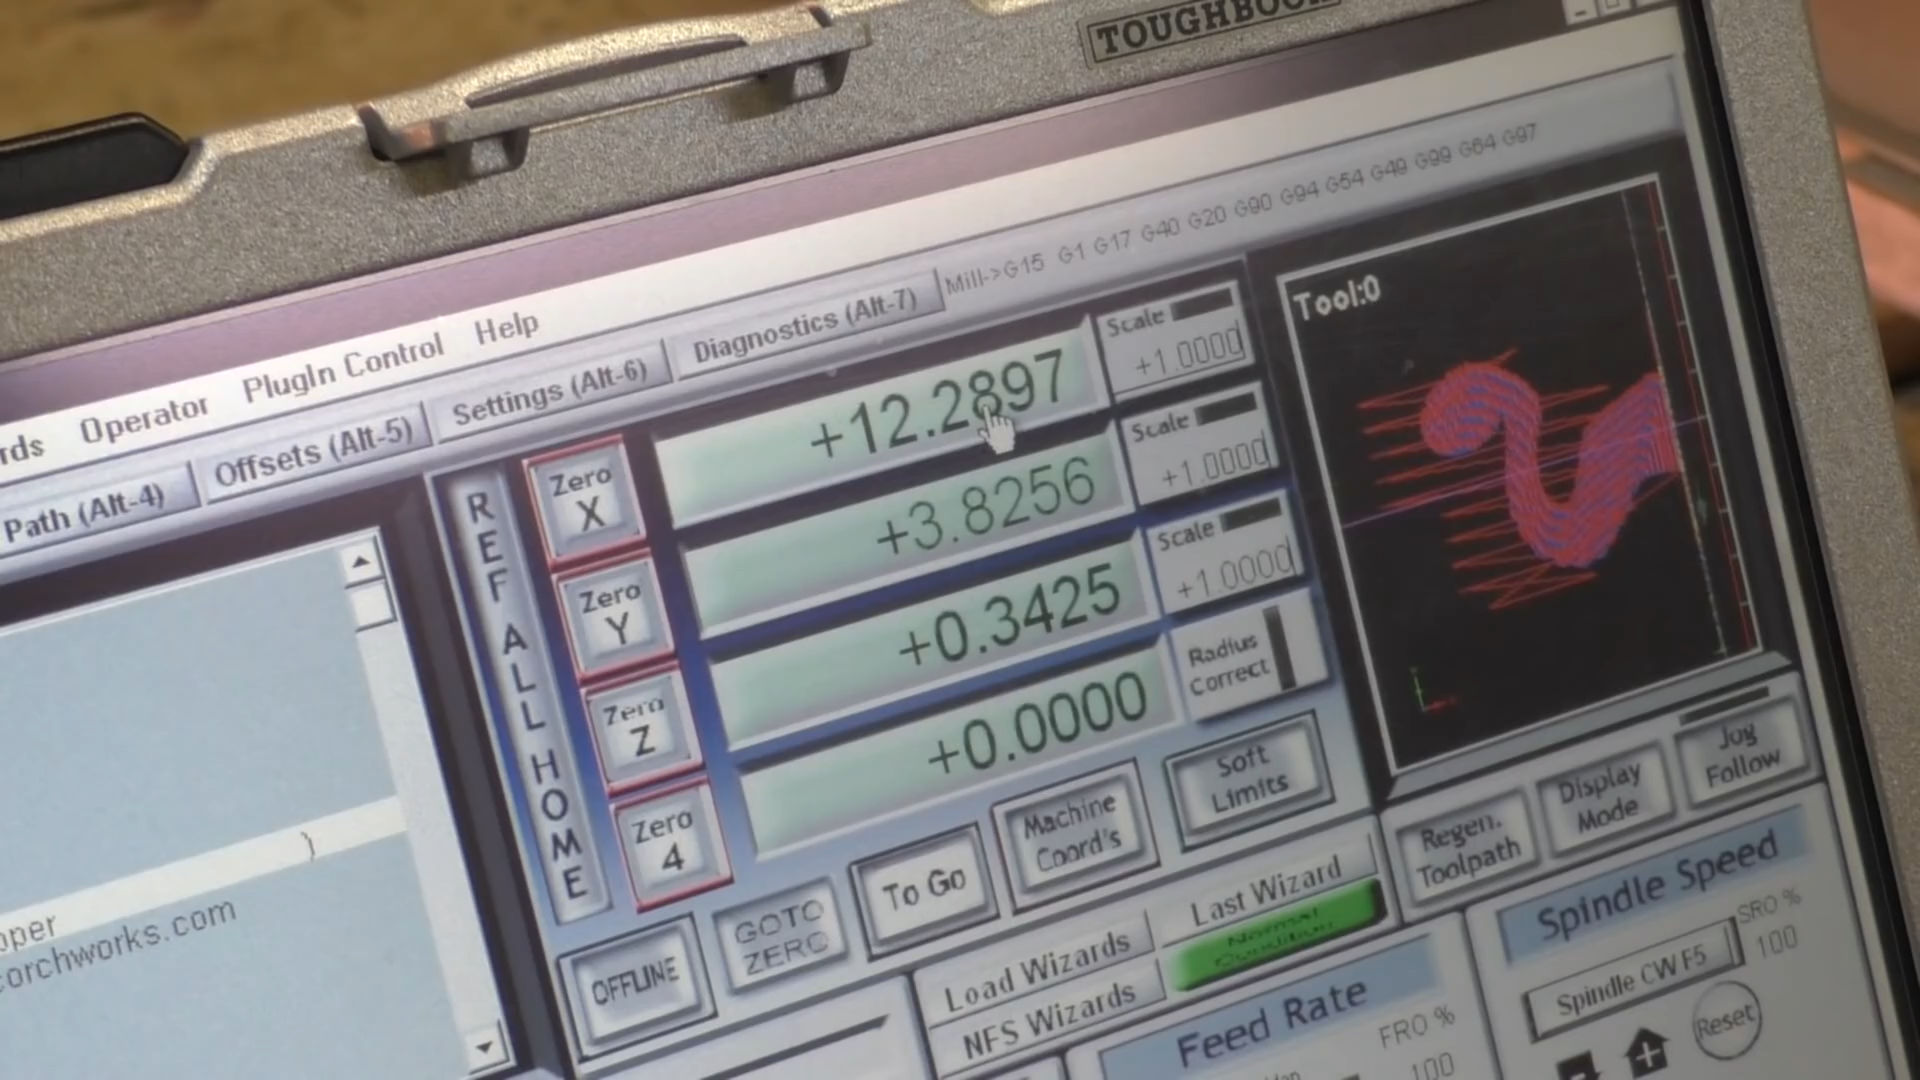 TOUGHBOOK
rds Operator PlugIn Control Help
Path (Alt-4) Offsets (Alt-5) Settings (Alt-6) Diagnostics (Alt-7) Mill->G15 G1 G17 G40 G20 G90 G94 G54 G49 G99 G64 G97
REF ALL HOME
Zero X +12.2897 Scale +1.0000
Zero Y +3.8256 Scale +1.0000
Zero Z +0.3425 Scale +1.0000
Zero 4 +0.0000 Radius Correct
OFFLINE GOTO ZERO To Go Machine Coord's Soft Limits
Tool:0
Regen. Toolpath Display Mode Jog Follow
)
pper
torchworks.com
Load Wizards Last Wizard
NFS Wizards Normal Condition
Feed Rate
FRO %
100
Spindle Speed
SRO %
Spindle CW F5 100
Reset